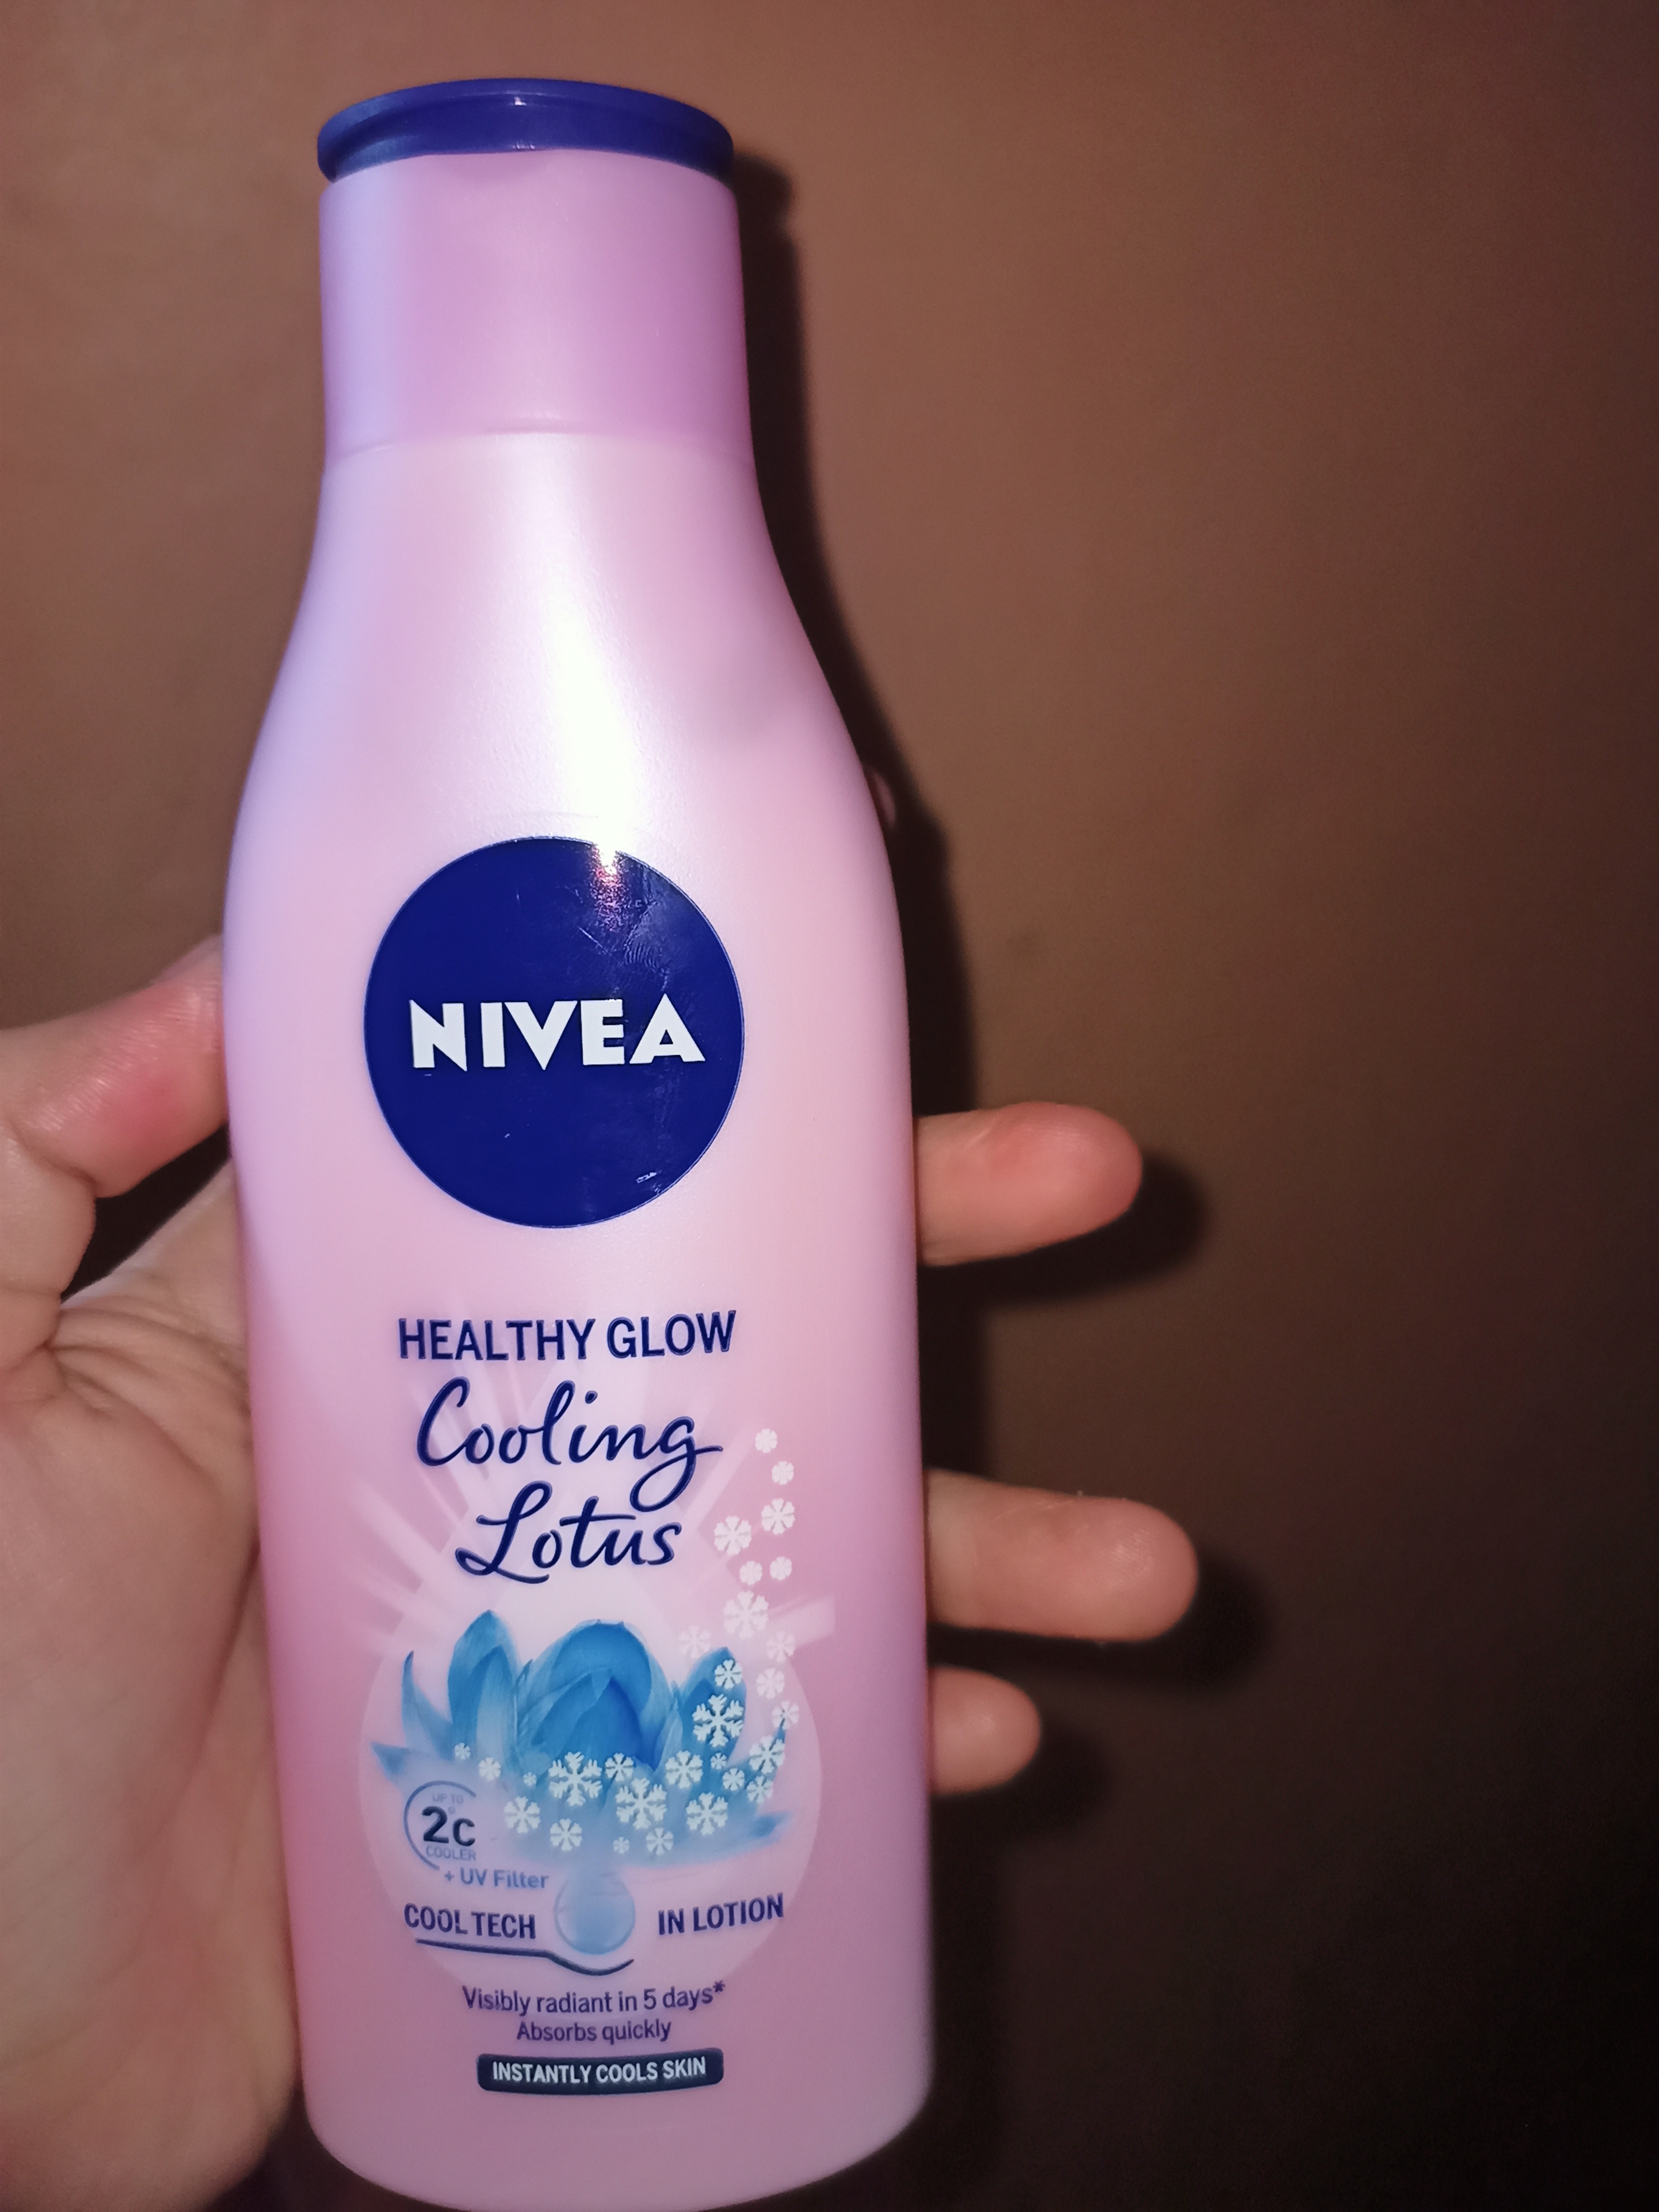 NIVEA
HEALTHY GLOW
Cooling
Lotus
UP TO
2°C
COOLER
+ UV Filter
COOL TECH IN LOTION
Visibly radiant in 5 days*
Absorbs quickly
INSTANTLY COOLS SKIN